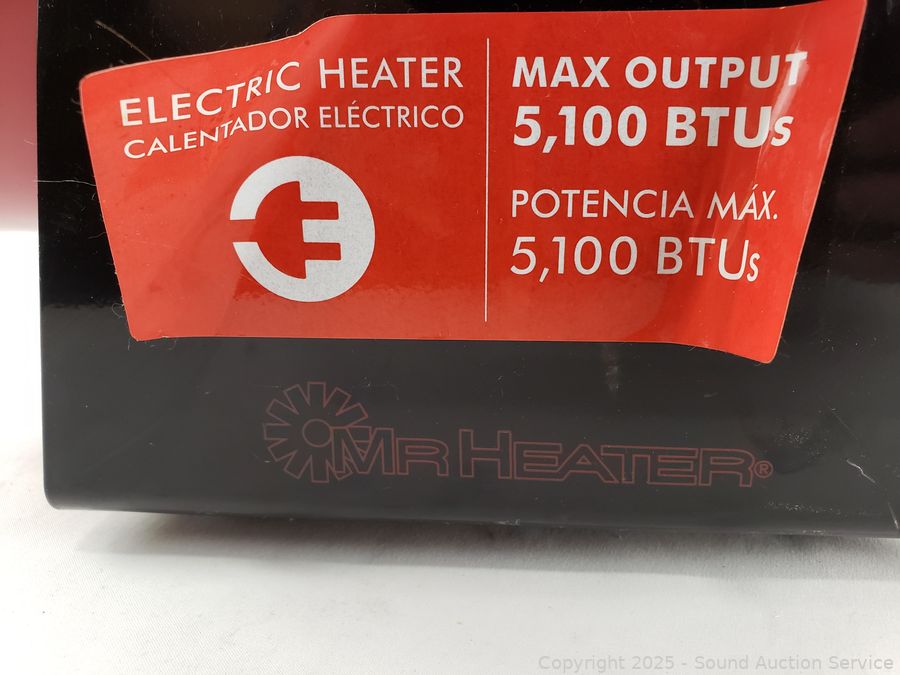 ELECTRIC HEATER
CALENTADOR ELÉCTRICO
MAX OUTPUT
5,100 BTUs
POTENCIA MÁX.
5,100 BTUs
MR HEATER®
Copyright © 2025 - Sound Auction Service